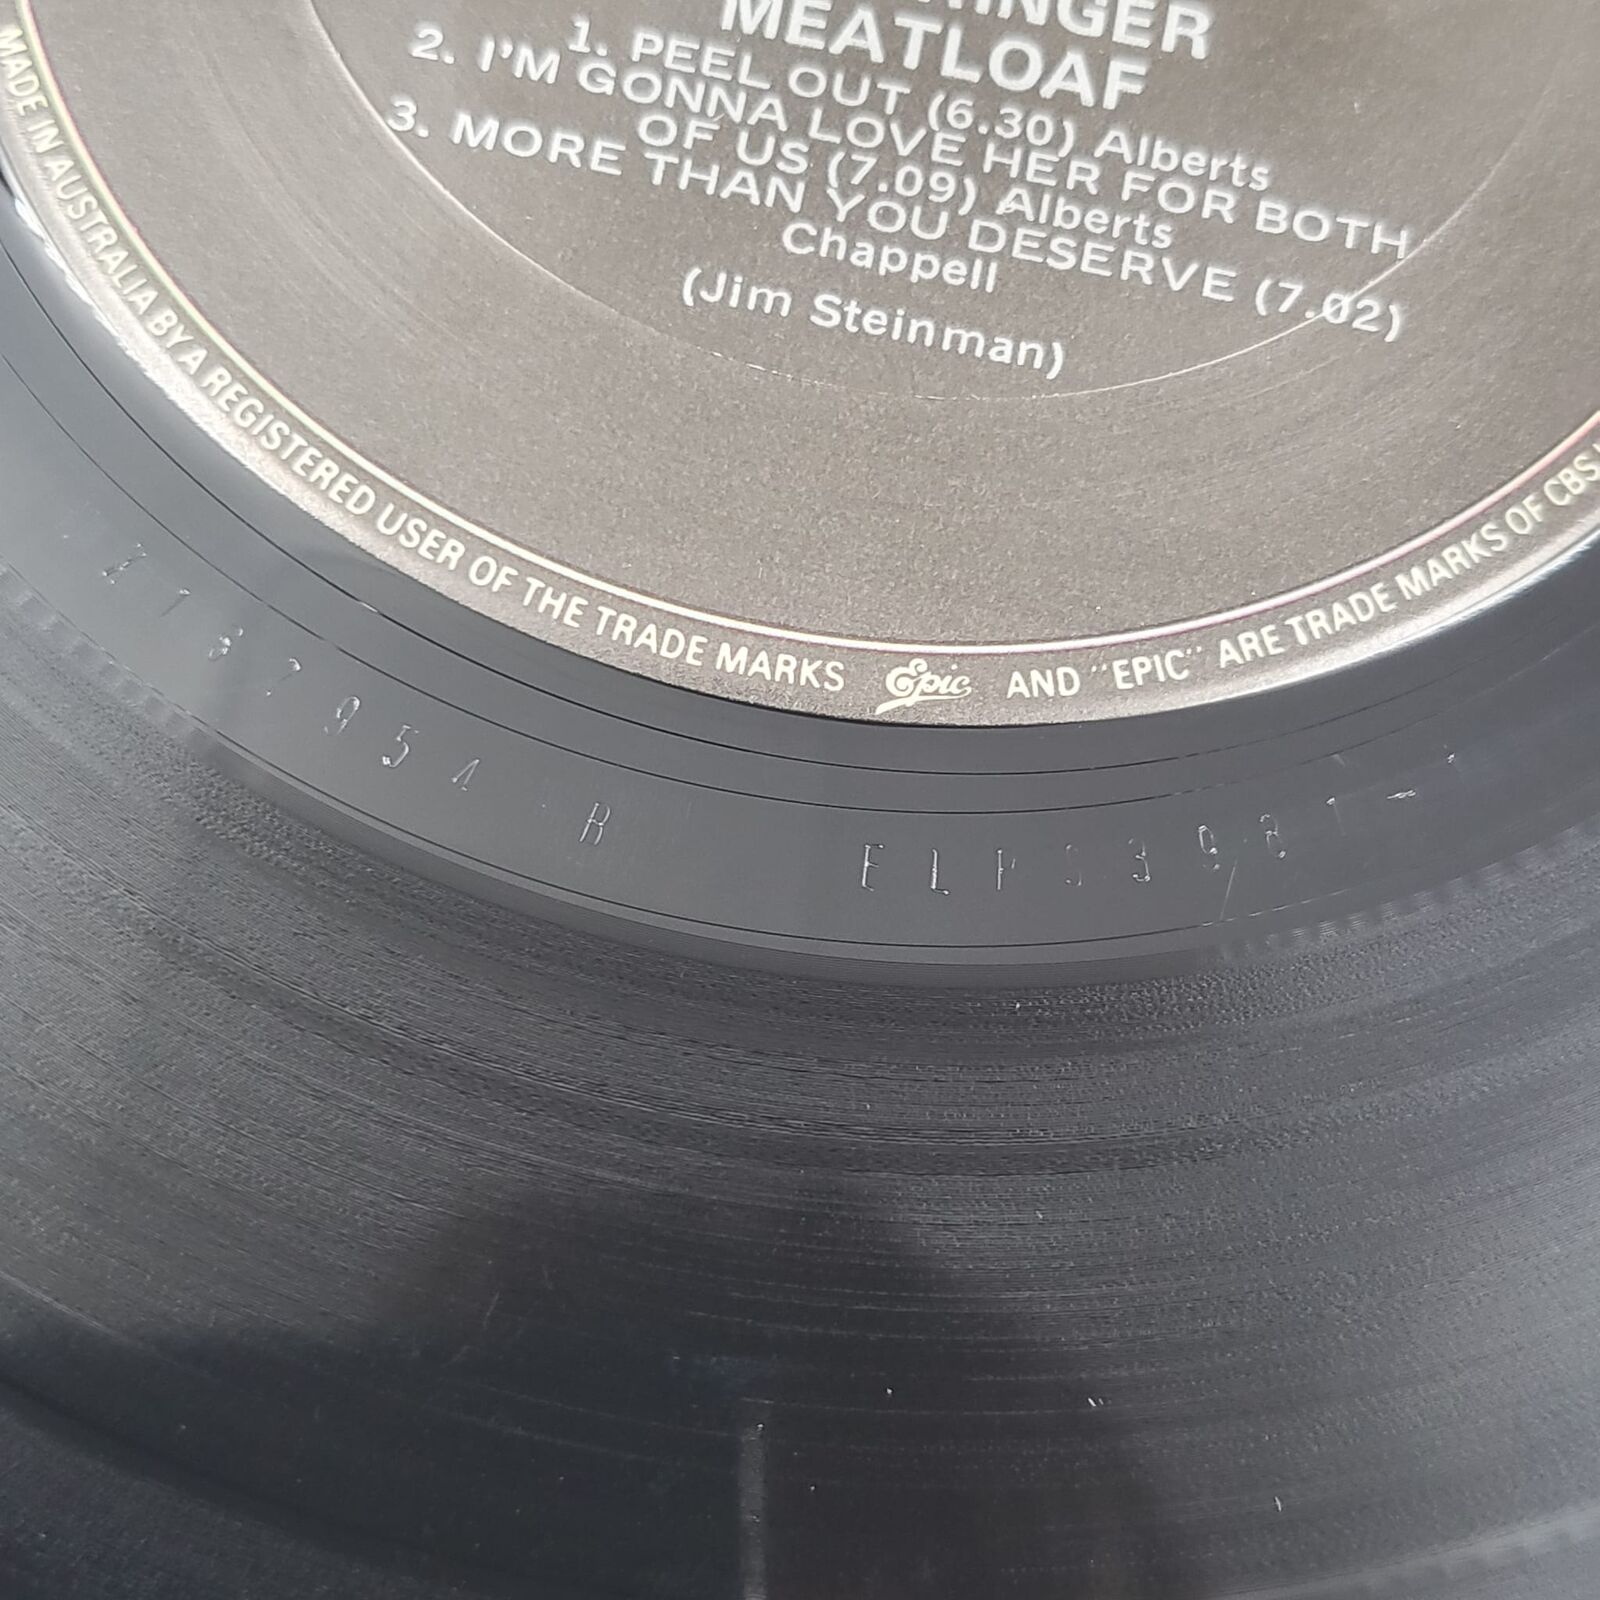 MEATLOAF
1. PEEL OUT (6.30) Alberts
2. I'M GONNA LOVE HER FOR BOTH
OF US (7.09) Alberts
3. MORE THAN YOU DESERVE (7.02)
Chappell
(Jim Steinman)
MADE IN AUSTRALIA BY A REGISTERED USER OF THE TRADE MARKS Epic AND "EPIC" ARE TRADE MARKS OF CBS